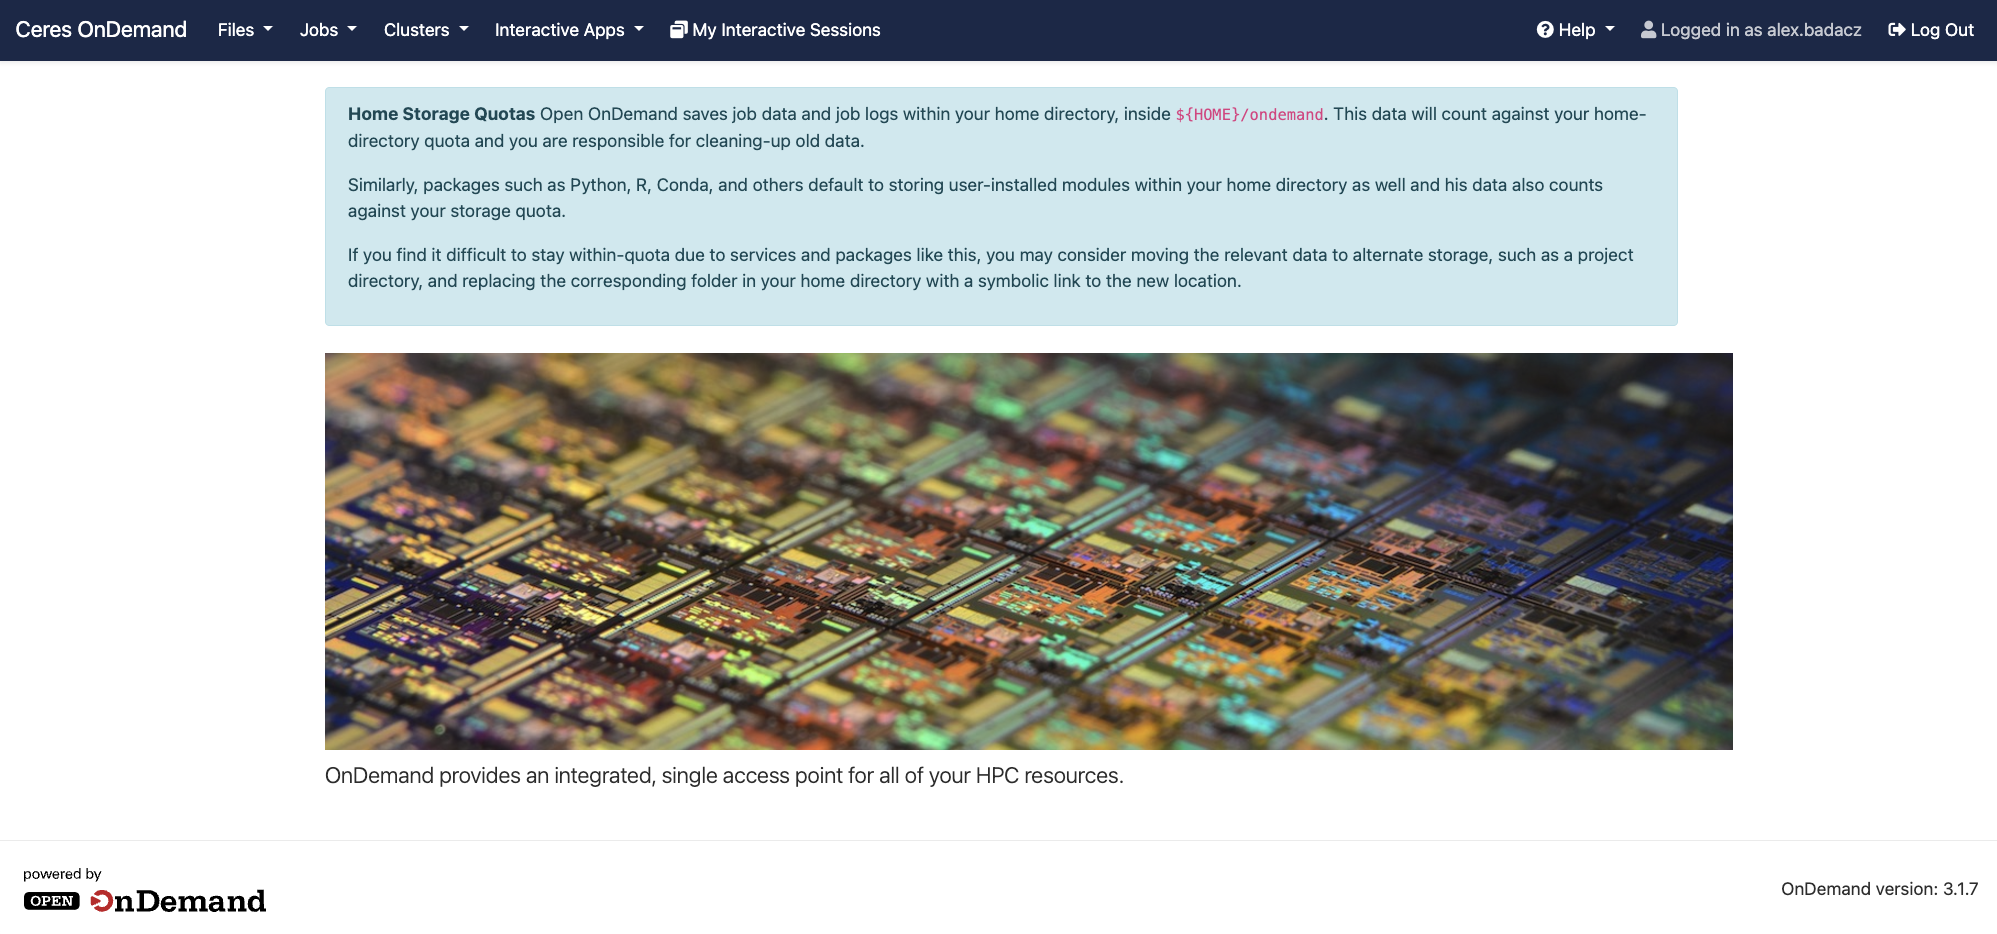 Ceres OnDemand Files Jobs Clusters Interactive Apps My Interactive Sessions Help Logged in as alex.badacz Log Out
Home Storage Quotas Open OnDemand saves job data and job logs within your home directory, inside ${HOME}/ondemand. This data will count against your home-
directory quota and you are responsible for cleaning-up old data.
Similarly, packages such as Python, R, Conda, and others default to storing user-installed modules within your home directory as well and his data also counts
against your storage quota.
If you find it difficult to stay within-quota due to services and packages like this, you may consider moving the relevant data to alternate storage, such as a project
directory, and replacing the corresponding folder in your home directory with a symbolic link to the new location.
OnDemand provides an integrated, single access point for all of your HPC resources.
powered by
OPEN OnDemand
OnDemand version: 3.1.7